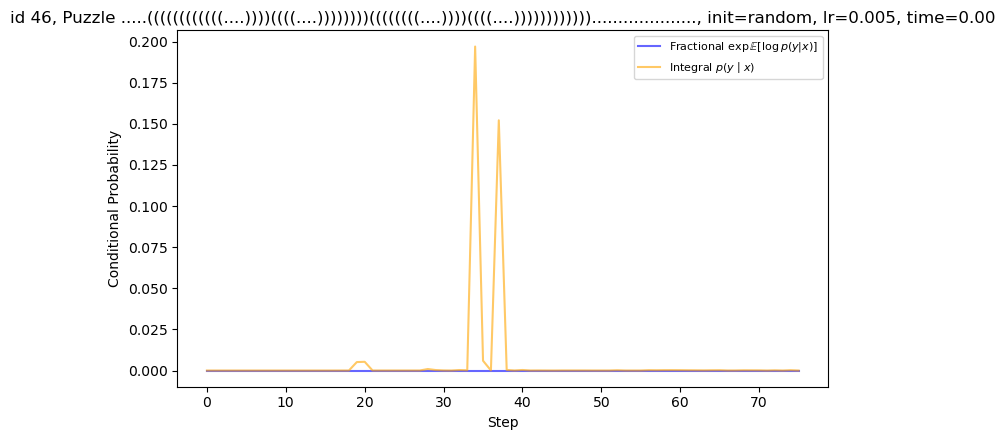 id 46, Puzzle .....((((((((((((....))))((((....))))))))((((((((....))))((((....))))))))))))...................., init=random, lr=0.005, time=0.00
Fractional exp𝔼[log p(y|x)]
Integral p(y | x)
Conditional Probability
0.200
0.175
0.150
0.125
0.100
0.075
0.050
0.025
0.000
0 10 20 30 40 50 60 70
Step